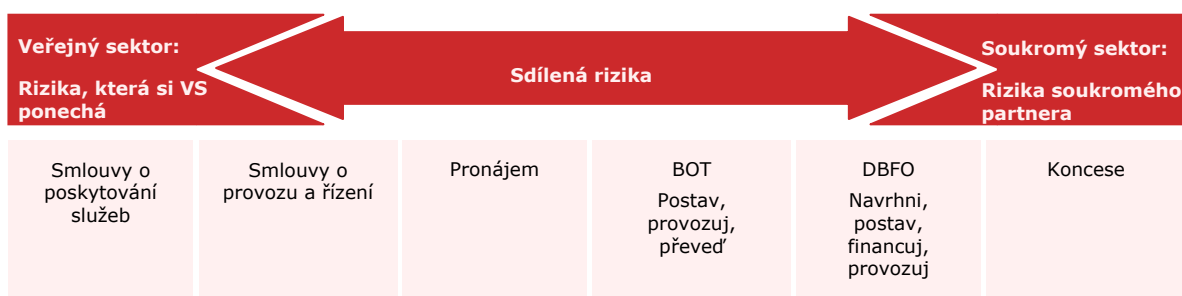 Veřejný sektor:
Rizika, která si VS
ponechá
Sdílená rizika
Soukromý sektor:
Rizika soukromého
partnera
Smlouvy o
poskytování
služeb
Smlouvy o
provozu a řízení
Pronájem
BOT
Postav,
provozuj,
převeď
DBFO
Navrhni,
postav,
financuj,
provozuj
Koncese